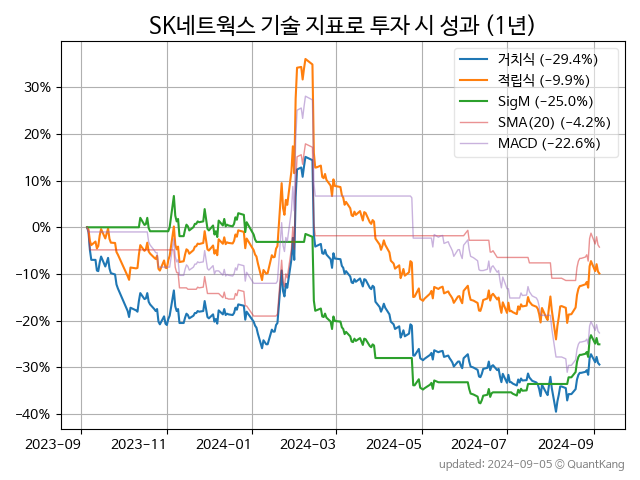 SK네트웍스 기술 지표로 투자 시 성과 (1년)
거치식 (−29.4%)
적립식 (−9.9%)
SigM (−25.0%)
SMA(20) (−4.2%)
MACD (−22.6%)
30%
20%
10%
0%
−10%
−20%
−30%
−40%
2023-09 2023-11 2024-01 2024-03 2024-05 2024-07 2024-09
updated: 2024-09-05 © QuantKang